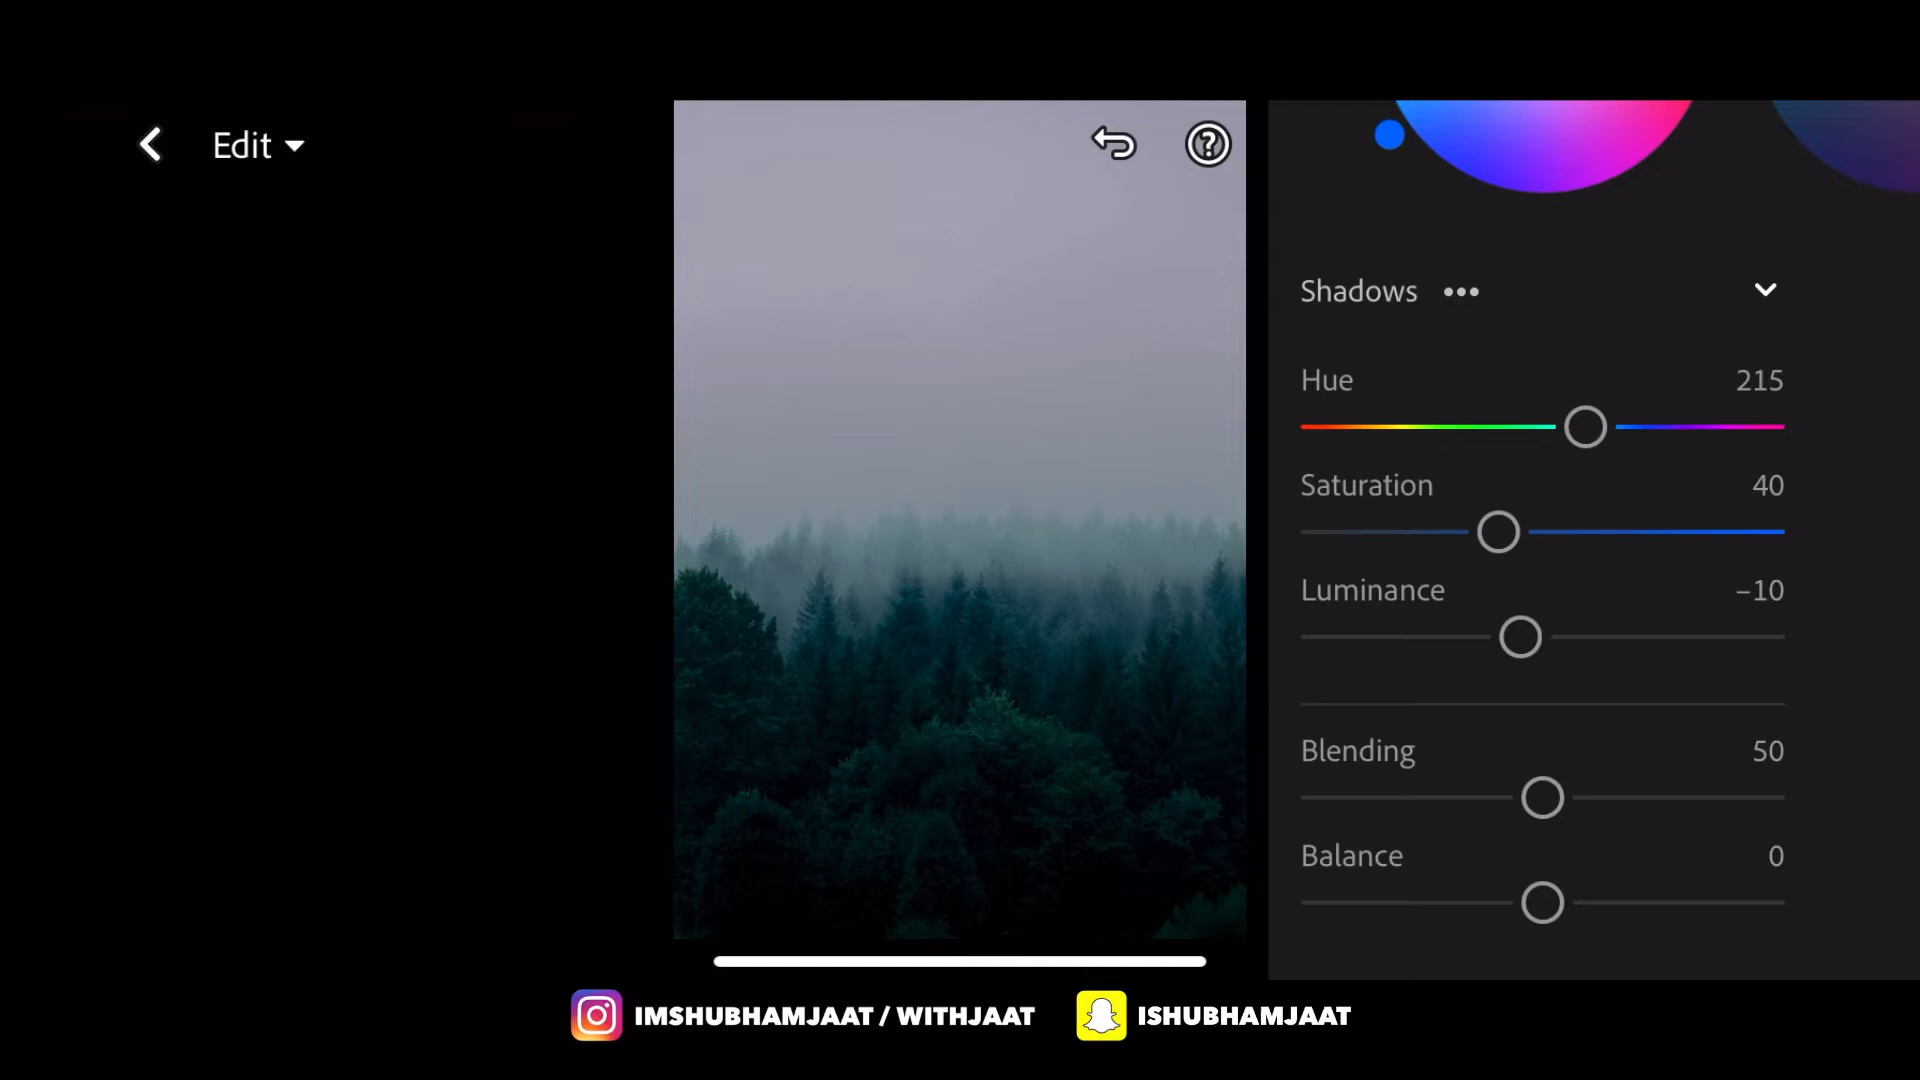 Edit
Shadows
Hue 215
Saturation 40
Luminance –10
Blending 50
Balance 0
IMSHUBHAMJAAT / WITHJAAT ISHUBHAMJAAT